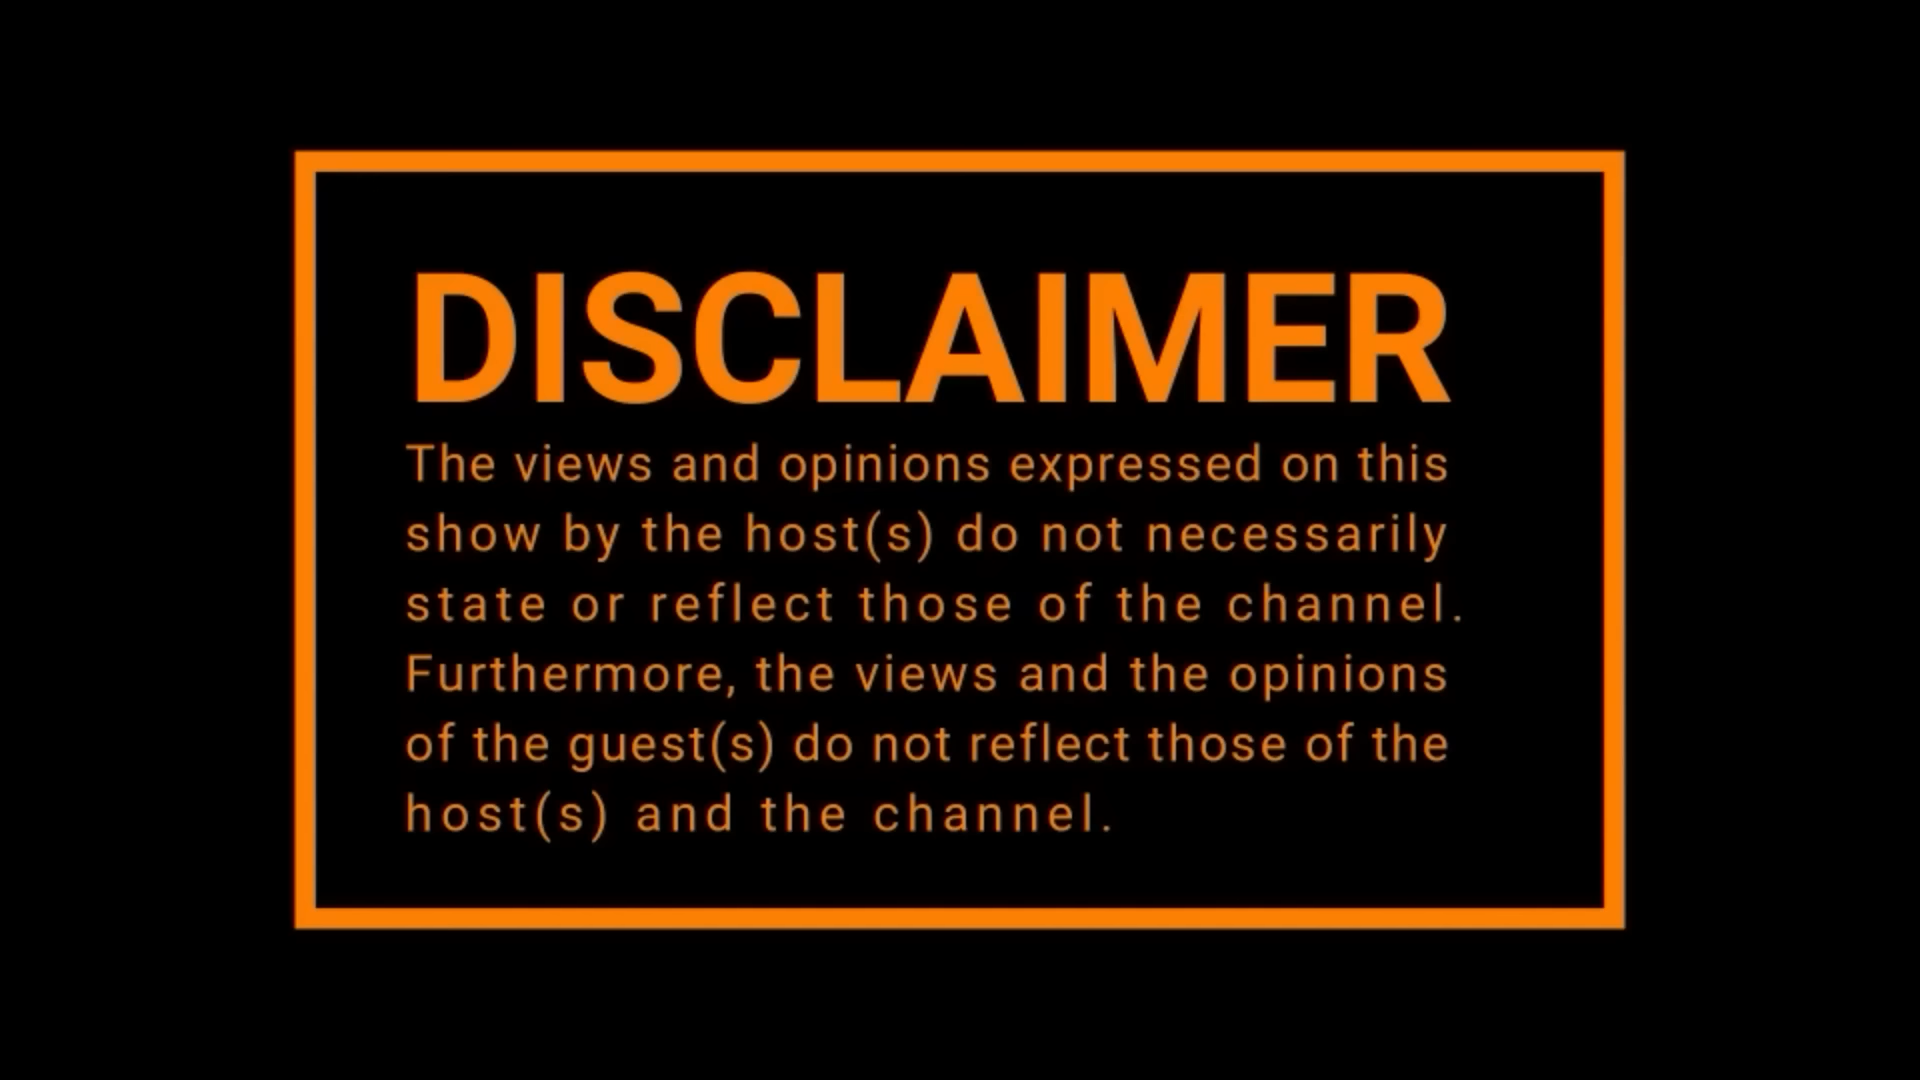 DISCLAIMER
The views and opinions expressed on this
show by the host(s) do not necessarily
state or reflect those of the channel.
Furthermore, the views and the opinions
of the guest(s) do not reflect those of the
host(s) and the channel.